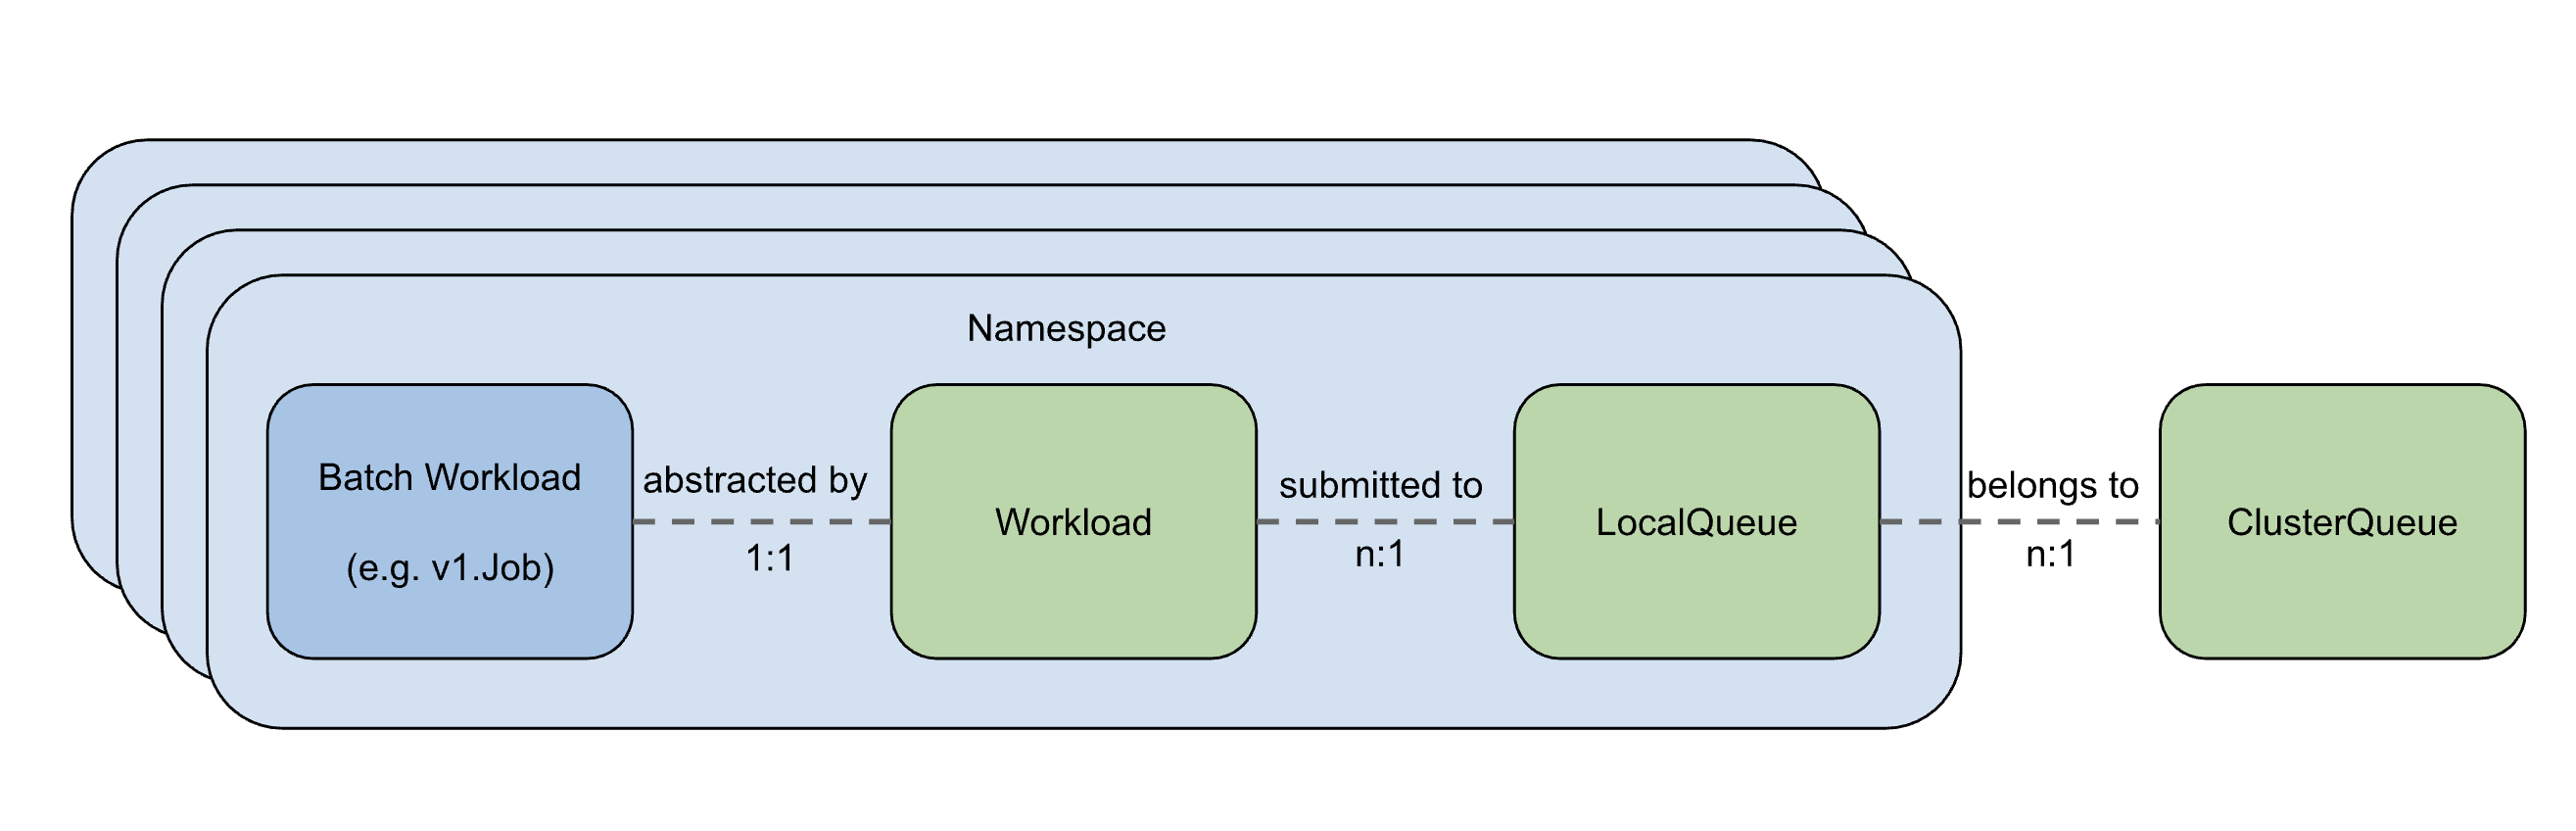 Namespace
Batch Workload
(e.g. v1.Job)
abstracted by
1:1
Workload
submitted to
n:1
LocalQueue
belongs to
n:1
ClusterQueue